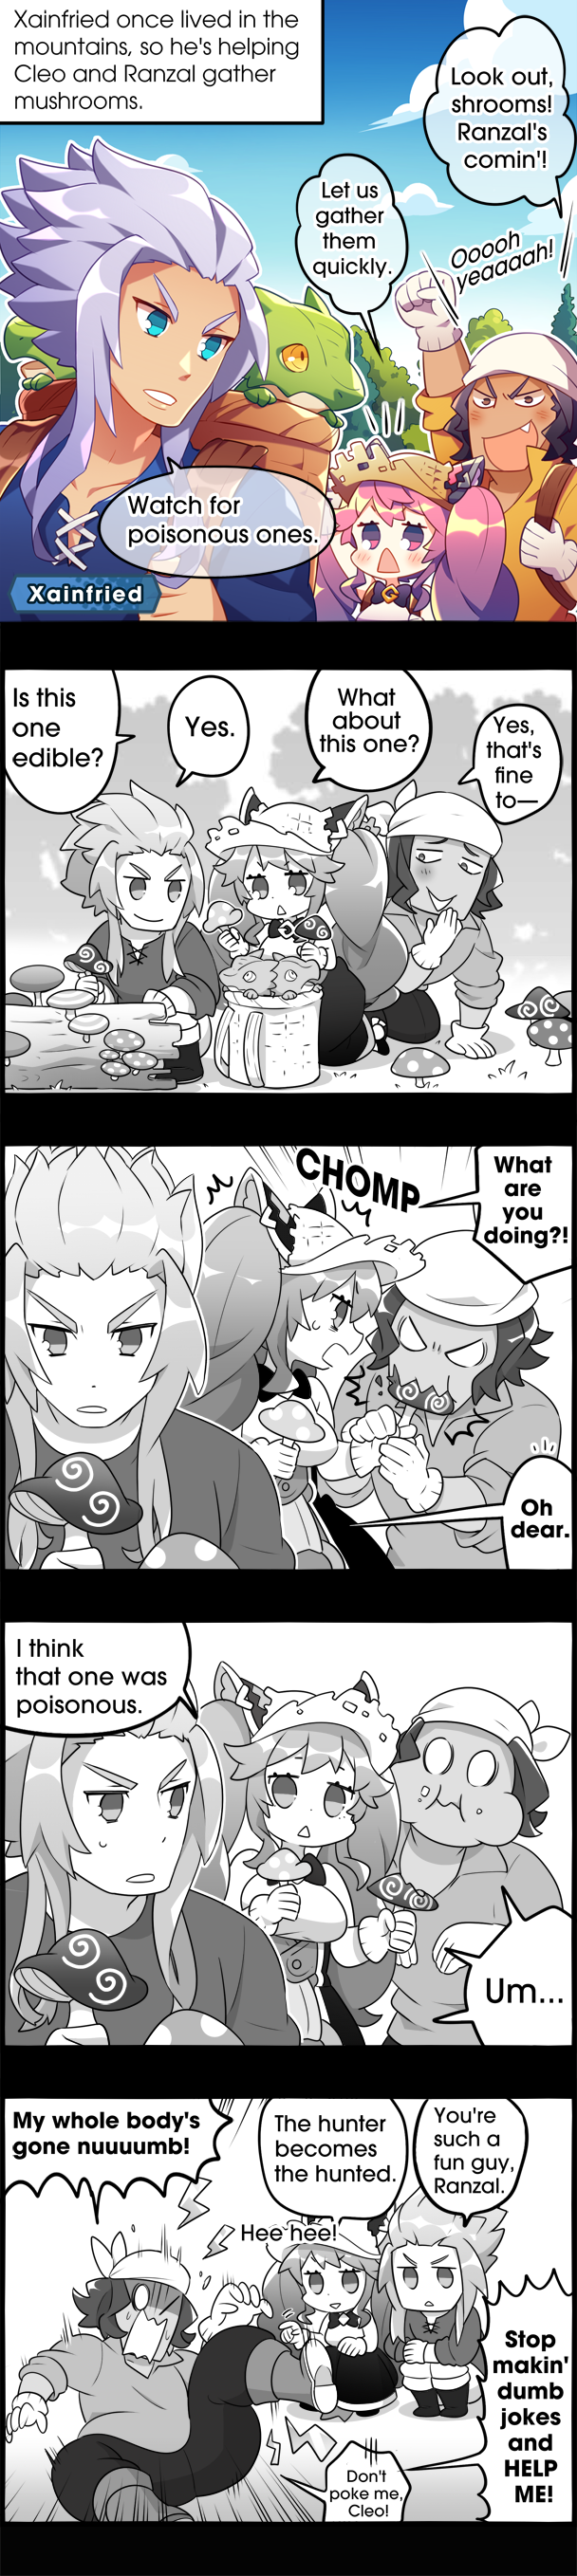 Xainfried once lived in the
mountains, so he's helping
Cleo and Ranzal gather
mushrooms.
Look out,
shrooms!
Ranzal's
comin'!
Let us
gather
them
quickly.
Ooooh
yeaaaah!
Watch for
poisonous ones.
Xainfried
Is this
one
edible?
Yes.
What
about
this one?
Yes,
that's
fine
to—
CHOMP
What
are
you
doing?!
Oh
dear.
I think
that one was
poisonous.
Um...
My whole body's
gone nuuuumb!
The hunter
becomes
the hunted.
You're
such a
fun guy,
Ranzal.
Hee hee!
Stop
makin'
dumb
jokes
and
HELP
ME!
Don't
poke me,
Cleo!